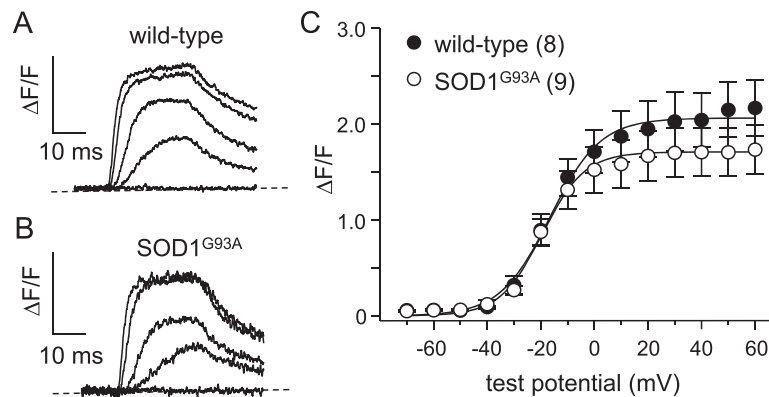 A
wild-type
ΔF/F
10 ms
B
SOD1G93A
ΔF/F
10 ms
C
3.0
2.0
1.0
0
ΔF/F
wild-type (8)
SOD1G93A (9)
-60
-40
-20
0
20
40
60
test potential (mV)